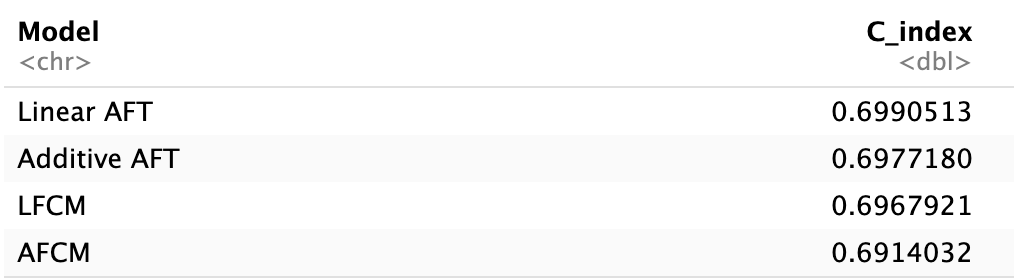 Model C_index
<chr> <dbl>
Linear AFT 0.6990513
Additive AFT 0.6977180
LFCM 0.6967921
AFCM 0.6914032